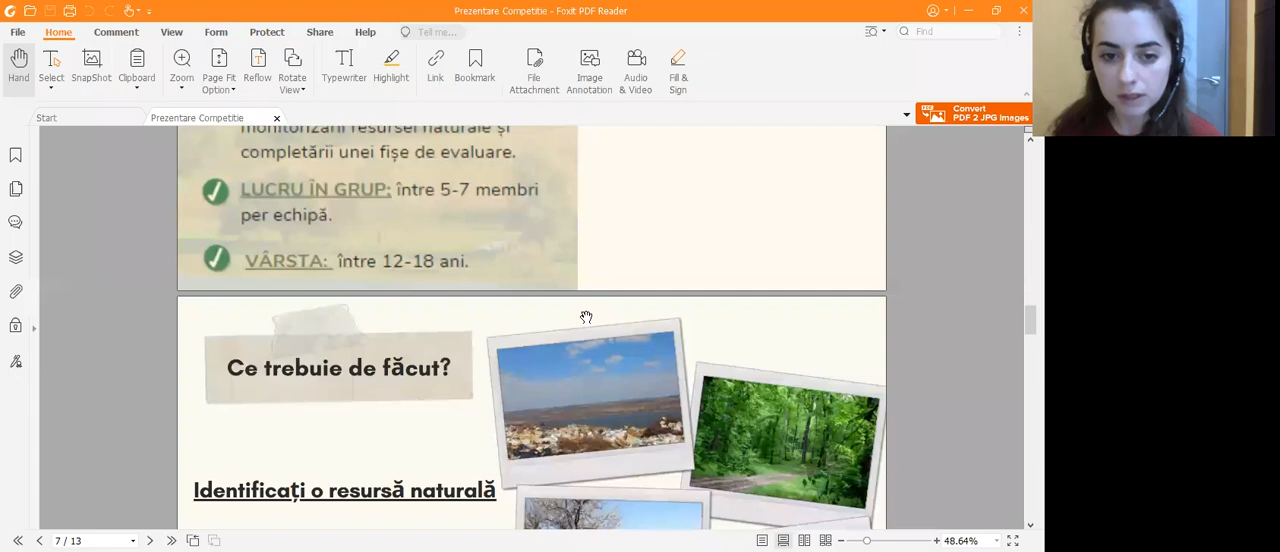 Prezentare Competitie - Foxit PDF Reader
File Home Comment View Form Protect Share Help Tell me... Find
Hand Select SnapShot Clipboard Zoom Page Fit Option Reflow Rotate View Typewriter Highlight Link Bookmark File Attachment Image Annotation Audio & Video Fill & Sign
Start Prezentare Competitie
Convert
PDF 2 JPG Images
monitorizării resursei naturale și
completării unei fișe de evaluare.
LUCRU ÎN GRUP: între 5-7 membri
per echipă.
VÂRSTA: între 12-18 ani.
Ce trebuie de făcut?
Identificați o resursă naturală
7 / 13
48.64%